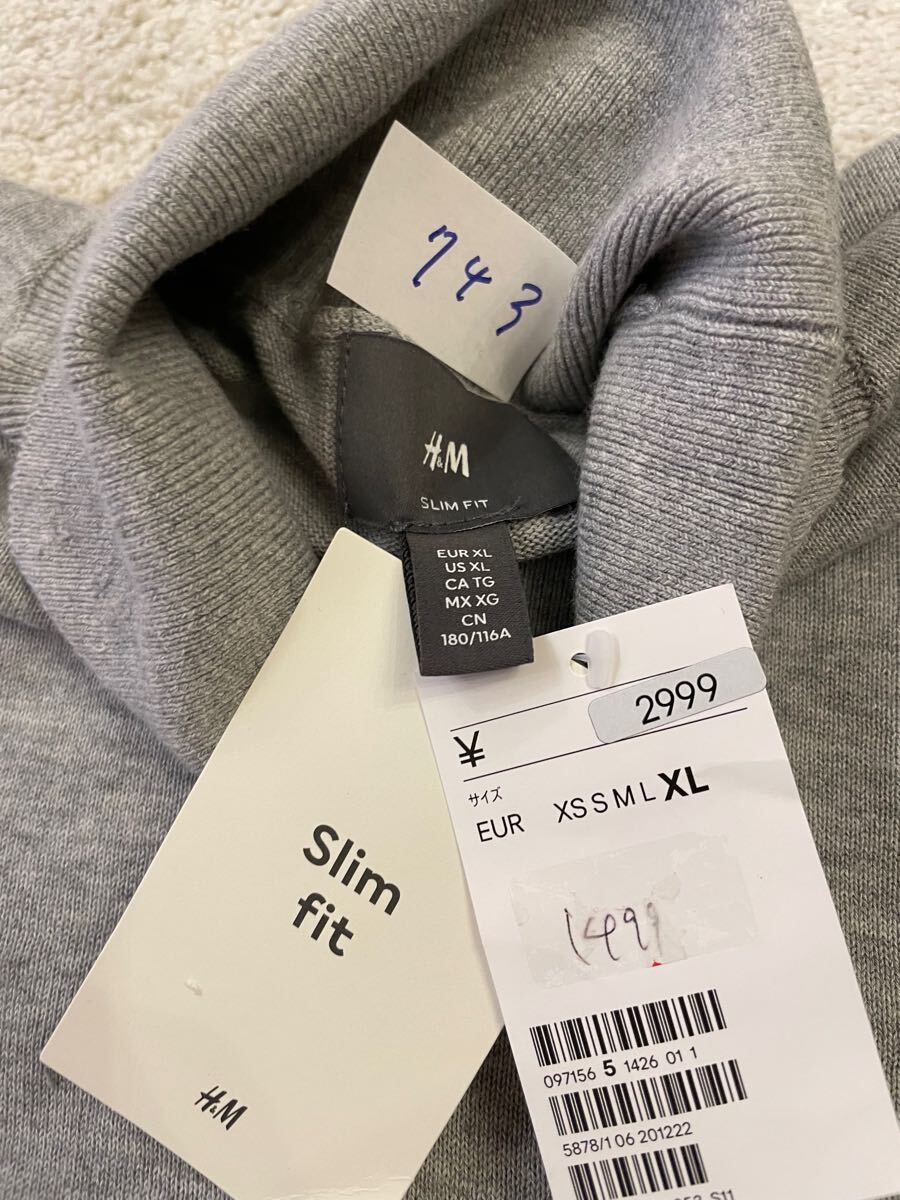 743
H&M
SLIM FIT
EUR XL
US XL
CA TG
MX XG
CN
180/116A
2999
¥
サイズ
EUR XS S M L XL
1499
Slim
fit
H&M
097156 5 1426 01 1
5878/1 06 201222
S11